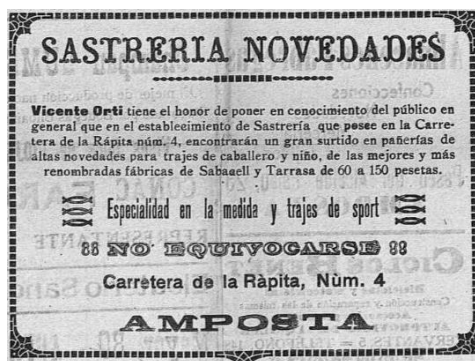 SASTRERIA NOVEDADES
Vicente Orti tiene el honor de poner en conocimiento del público en
general que en el establecimiento de Sastrería que posee en la Carre-
tera de la Rápita núm. 4, encontrarán un gran surtido en pañerías de
altas novedades para trajes de caballero y niño, de las mejores y más
renombradas fábricas de Sabadell y Tarrasa de 60 a 150 pesetas.
Especialidad en la medida y trajes de sport
NO EQUIVOCARSE
Carretera de la Ràpita, Núm. 4
AMPOSTA